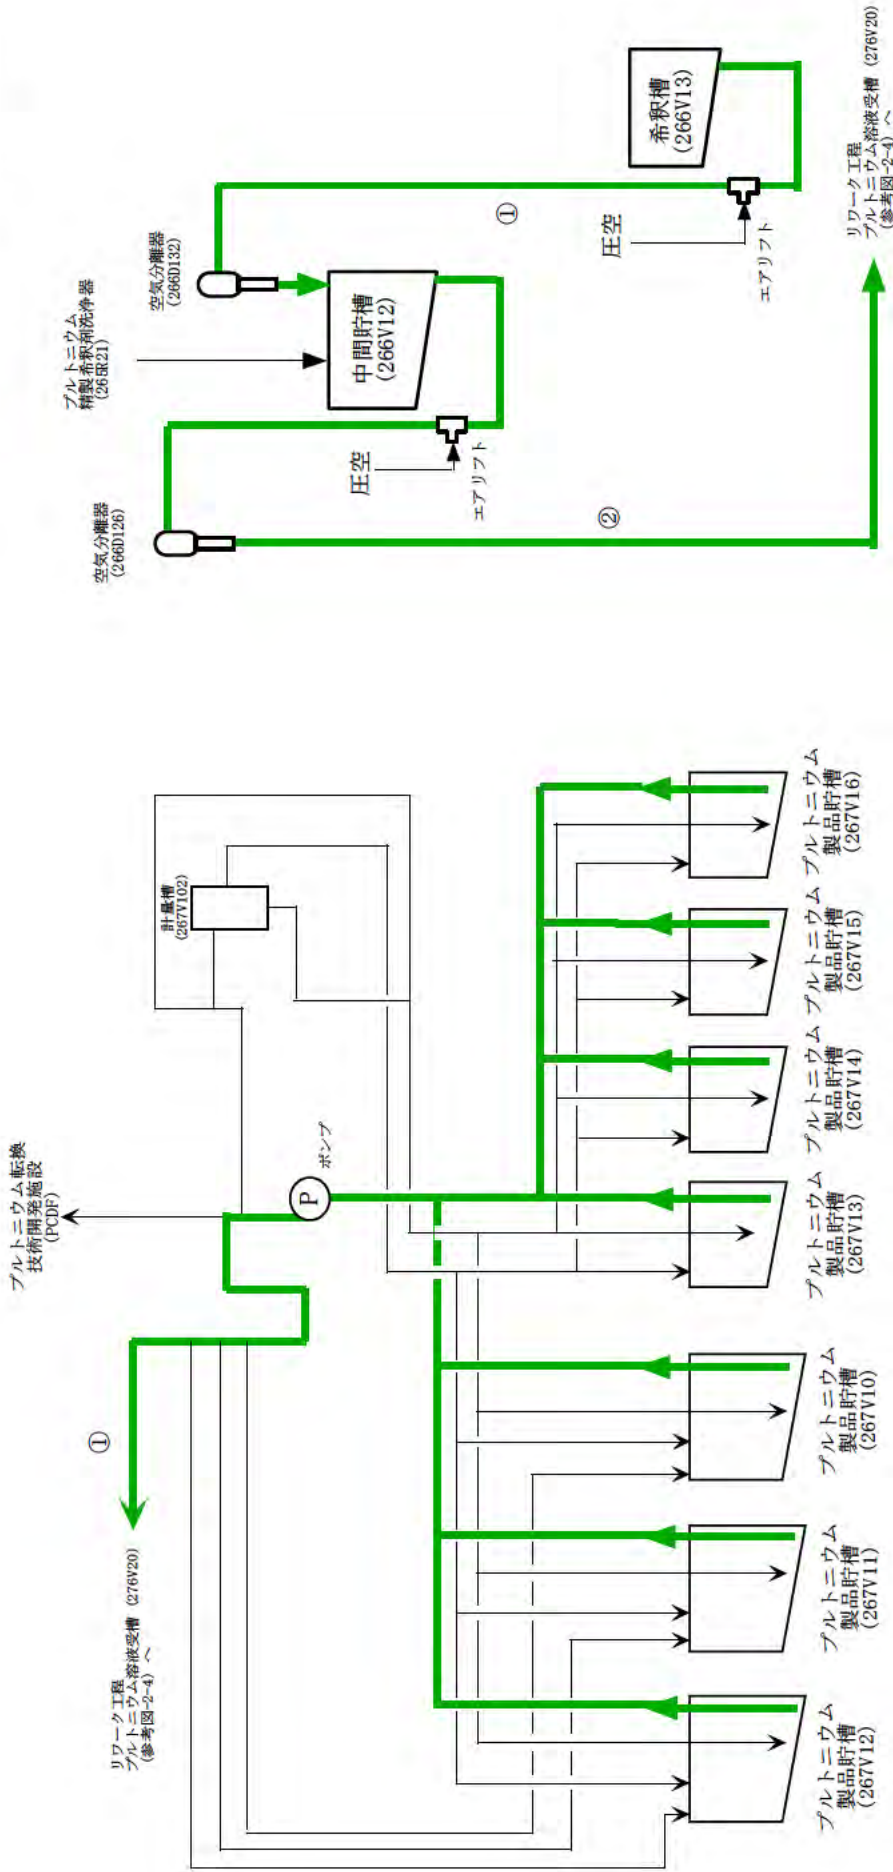 プルトニウム転換
技術開発施設
(PCDF)
①
リワーク工程
プルトニウム溶液受槽 (276V20)
(参考図-2-4) へ
計量槽
(267V102)
P
ポンプ
プルトニウム
製品貯槽
(267V12)
プルトニウム
製品貯槽
(267V11)
プルトニウム
製品貯槽
(267V10)
プルトニウム
製品貯槽
(267V13)
プルトニウム
製品貯槽
(267V14)
プルトニウム
製品貯槽
(267V15)
プルトニウム
製品貯槽
(267V16)
空気分離器
(266D126)
プルトニウム
精製希釈剤洗浄器
(265R21)
空気分離器
(266D132)
中間貯槽
(266V12)
圧空
エアリフト
②
①
希釈槽
(266V13)
圧空
エアリフト
リワーク工程
プルトニウム溶液受槽 (276V20)
(参考図-2-4) へ